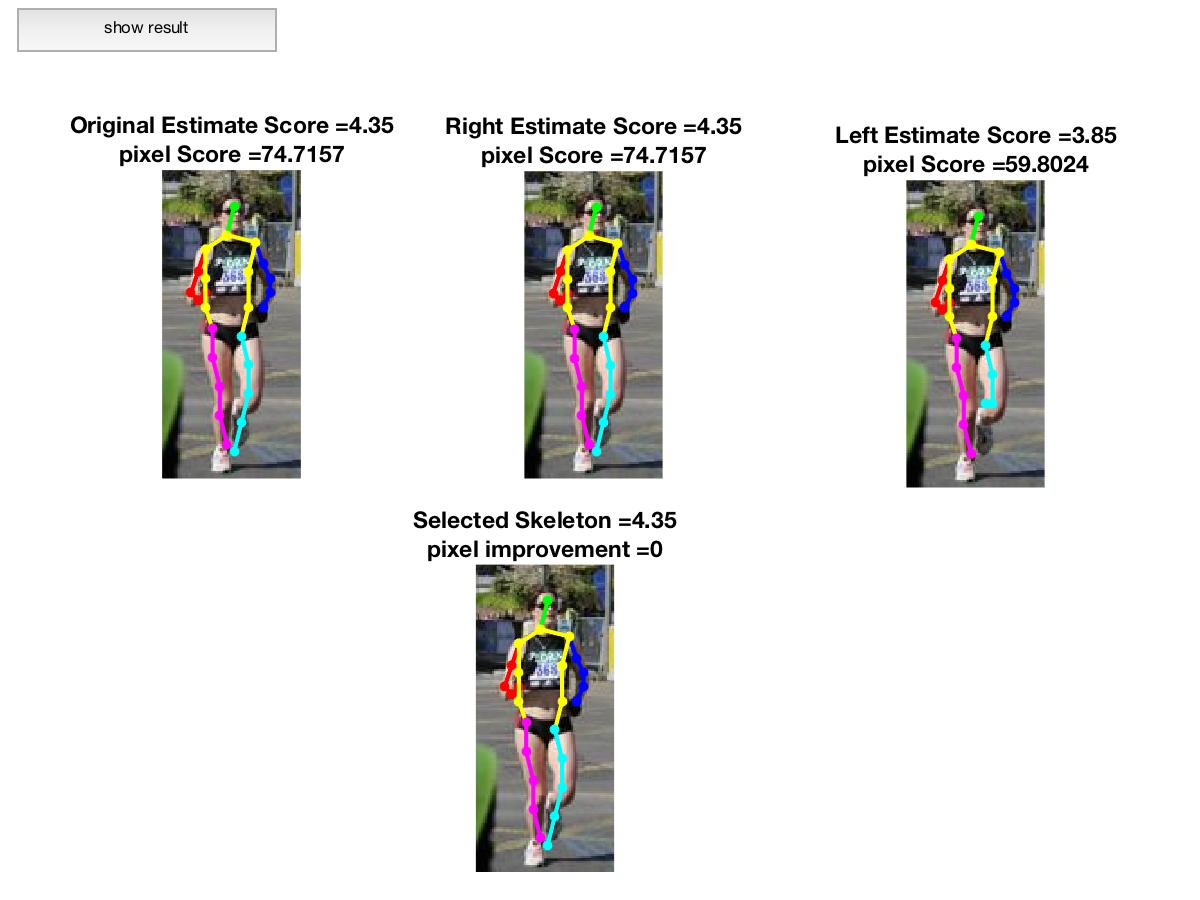 show result
Original Estimate Score =4.35
pixel Score =74.7157
Right Estimate Score =4.35
pixel Score =74.7157
Left Estimate Score =3.85
pixel Score =59.8024
Selected Skeleton =4.35
pixel improvement =0